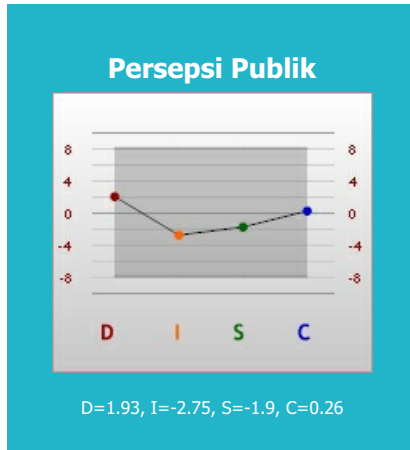 Persepsi Publik
8 8
4 4
0 0
-4 -4
-8 -8
D I S C
D=1.93, I=-2.75, S=-1.9, C=0.26